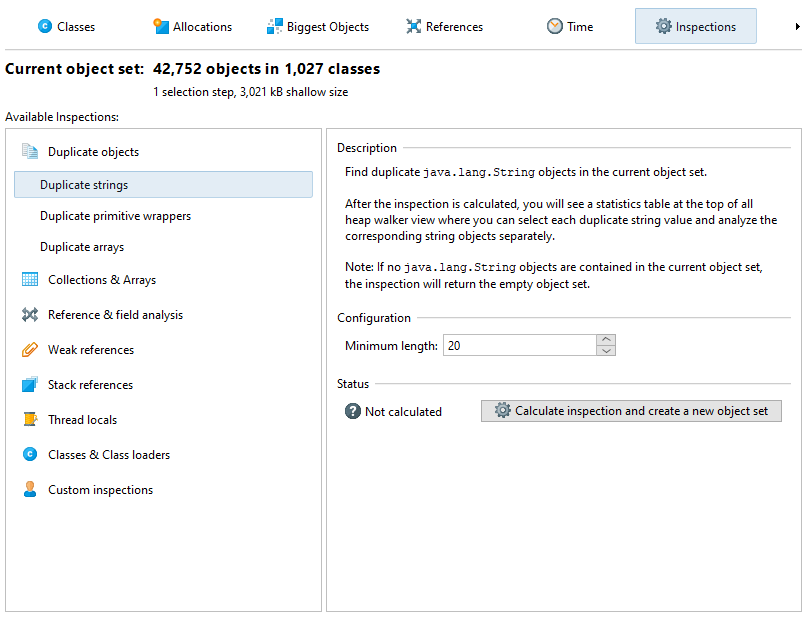 Classes Allocations Biggest Objects References Time Inspections
Current object set: 42,752 objects in 1,027 classes
1 selection step, 3,021 kB shallow size
Available Inspections:
Duplicate objects
Duplicate strings
Duplicate primitive wrappers
Duplicate arrays
Collections & Arrays
Reference & field analysis
Weak references
Stack references
Thread locals
Classes & Class loaders
Custom inspections
Description
Find duplicate java.lang.String objects in the current object set.
After the inspection is calculated, you will see a statistics table at the top of all
heap walker view where you can select each duplicate string value and analyze the
corresponding string objects separately.
Note: If no java.lang.String objects are contained in the current object set,
the inspection will return the empty object set.
Configuration
Minimum length: 20
Status
Not calculated Calculate inspection and create a new object set